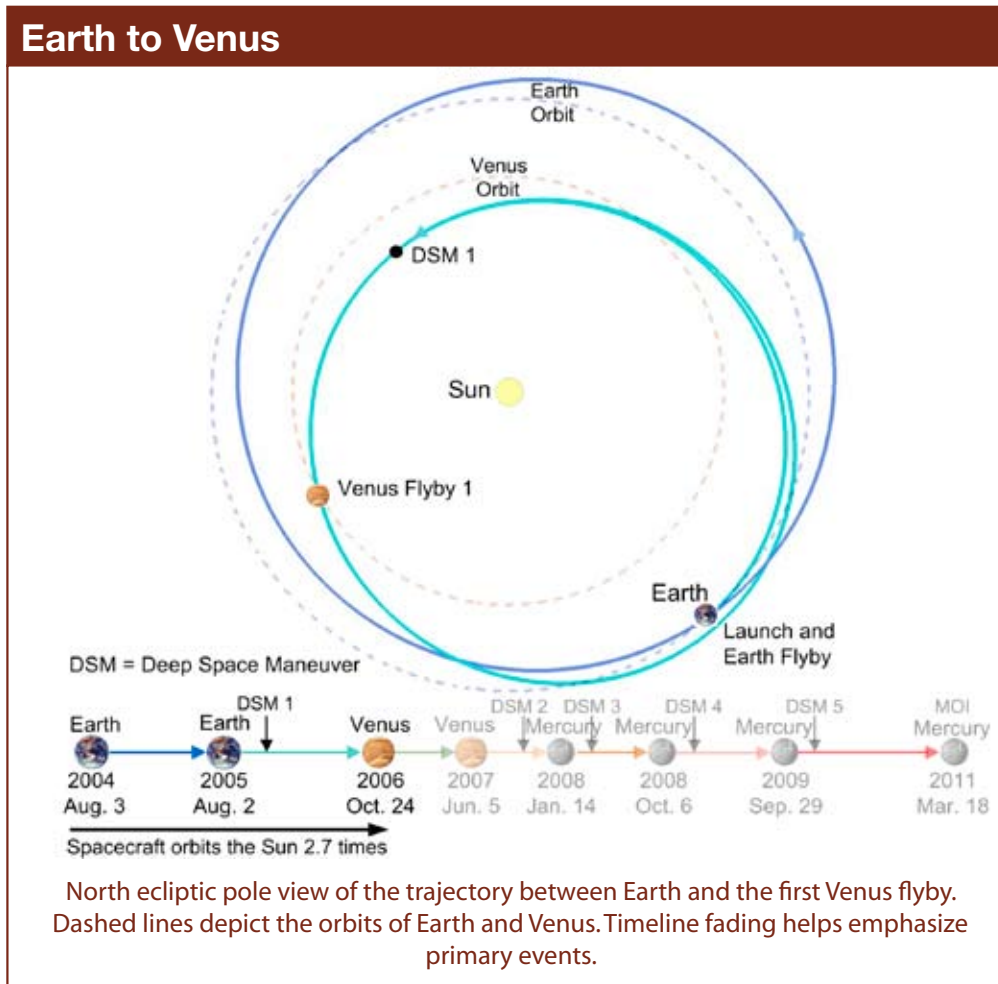 Earth to Venus
Earth
Orbit
Venus
Orbit
DSM 1
Sun
Venus Flyby 1
Earth
Launch and
Earth Flyby
DSM = Deep Space Maneuver
DSM 1
DSM 2 DSM 3 DSM 4 DSM 5 MOI
Earth Earth Venus Venus Mercury Mercury Mercury Mercury
2004 2005 2006 2007 2008 2008 2009 2011
Aug. 3 Aug. 2 Oct. 24 Jun. 5 Jan. 14 Oct. 6 Sep. 29 Mar. 18
Spacecraft orbits the Sun 2.7 times
North ecliptic pole view of the trajectory between Earth and the first Venus flyby.
Dashed lines depict the orbits of Earth and Venus. Timeline fading helps emphasize
primary events.